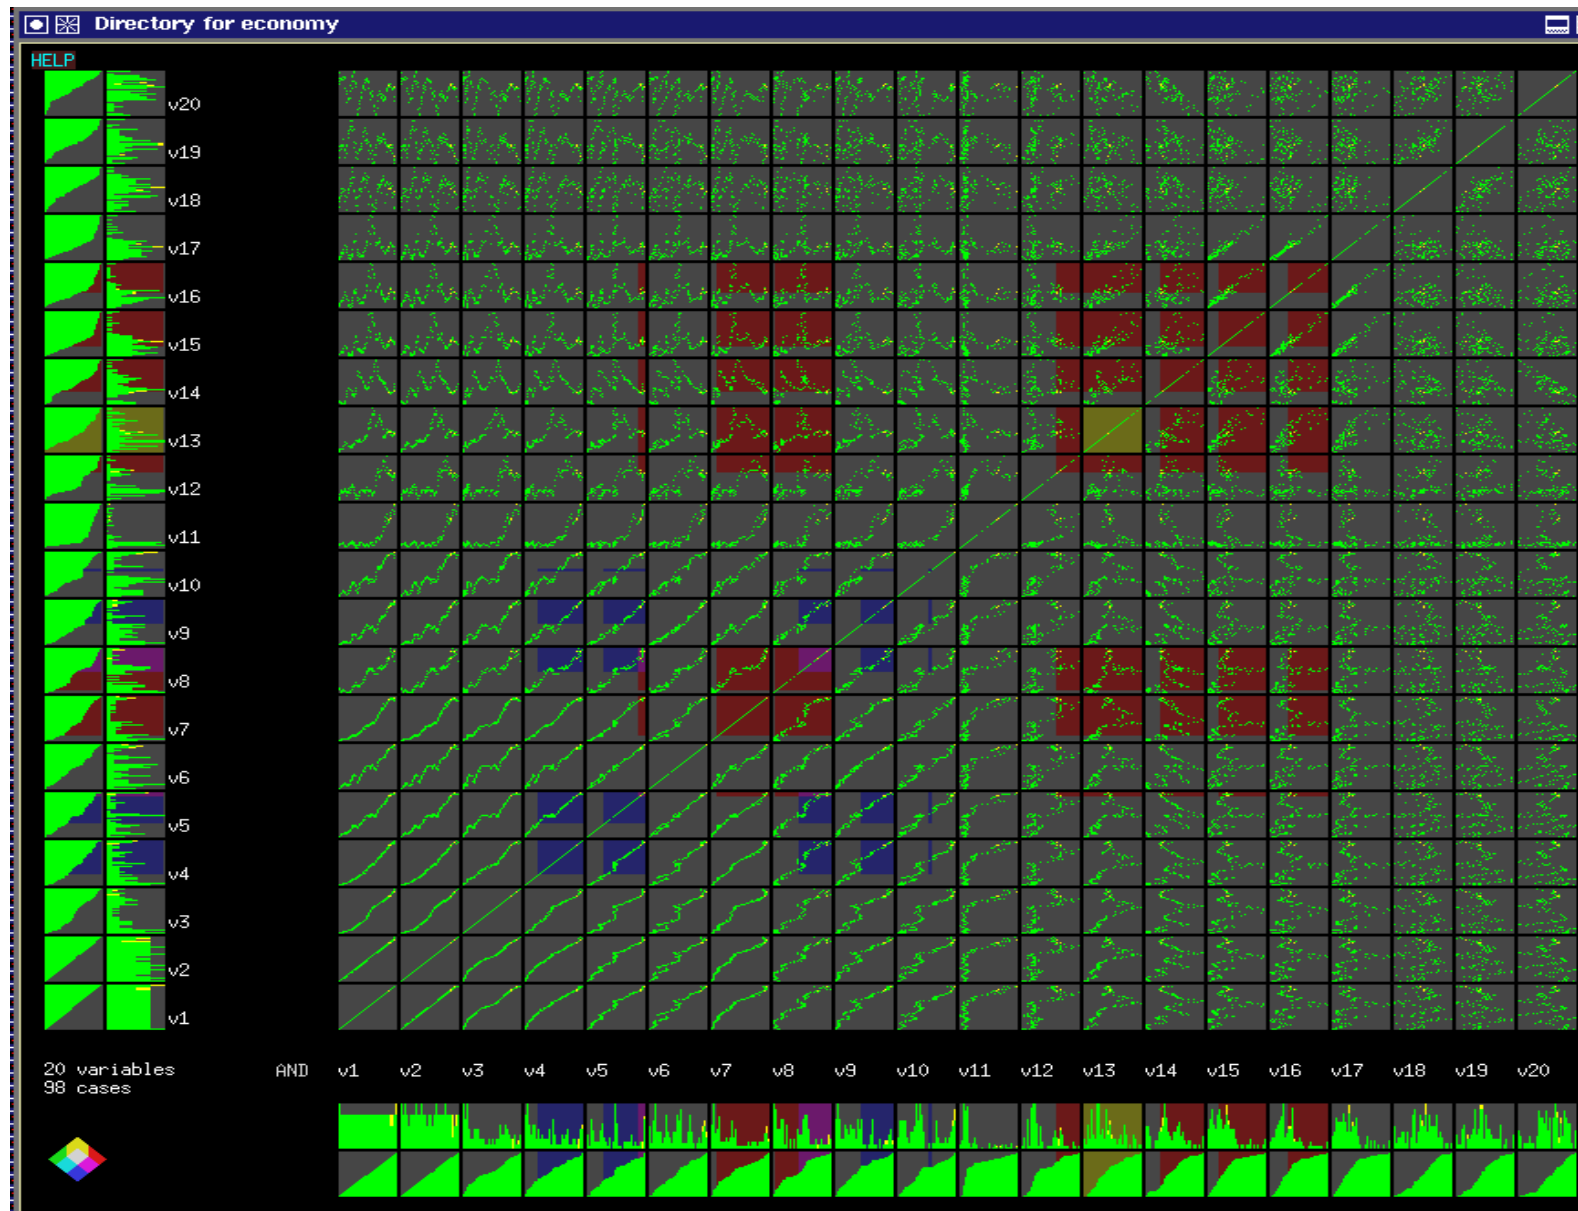 Directory for economy
HELP
v20
v19
v18
v17
v16
v15
v14
v13
v12
v11
v10
v9
v8
v7
v6
v5
v4
v3
v2
v1
20 variables
98 cases
AND v1 v2 v3 v4 v5 v6 v7 v8 v9 v10 v11 v12 v13 v14 v15 v16 v17 v18 v19 v20